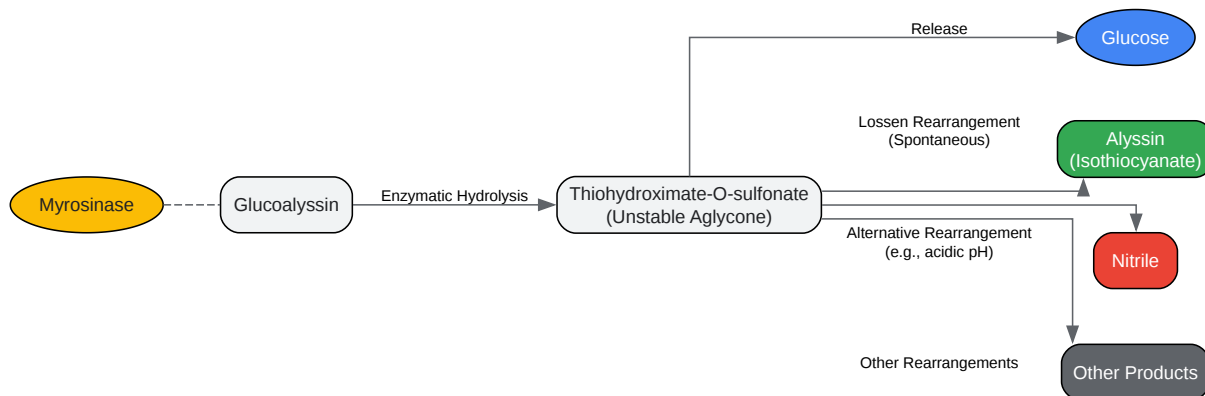 Release
Glucose
Lossen Rearrangement
(Spontaneous)
Alyssin
(Isothiocyanate)
Myrosinase
Glucoalyssin
Enzymatic Hydrolysis
Thiohydroximate-O-sulfonate
(Unstable Aglycone)
Alternative Rearrangement
(e.g., acidic pH)
Nitrile
Other Rearrangements
Other Products